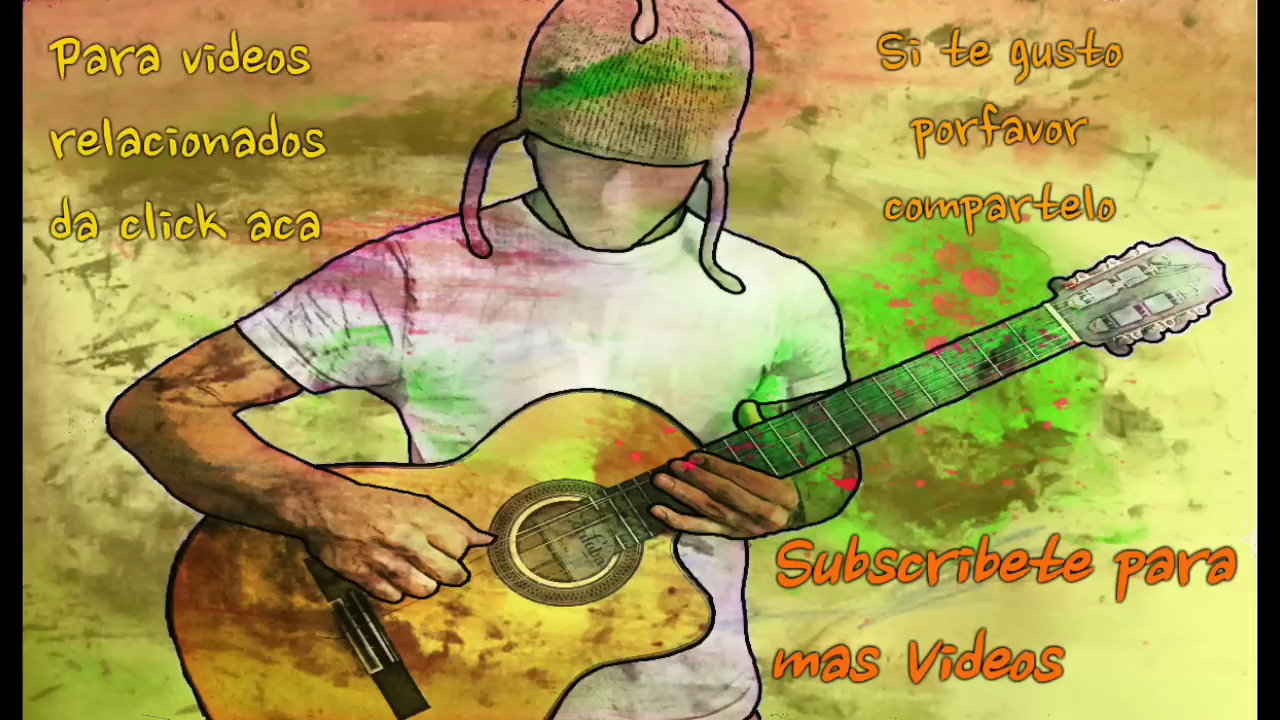 Para videos
relacionados
da click aca
Si te gusto
porfavor
compartelo
Subscribete para
mas Videos